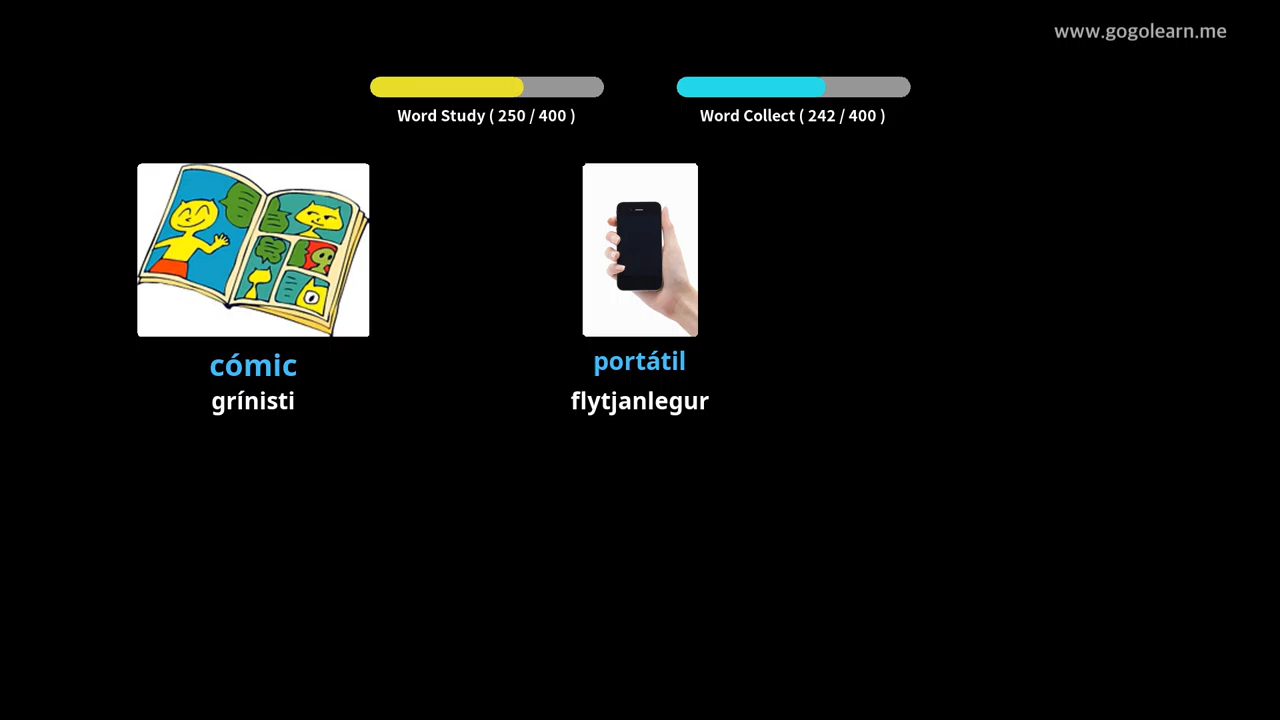 www.gogolearn.me
Word Study ( 250 / 400 )
Word Collect ( 242 / 400 )
cómic
grínisti
portátil
flytjanlegur